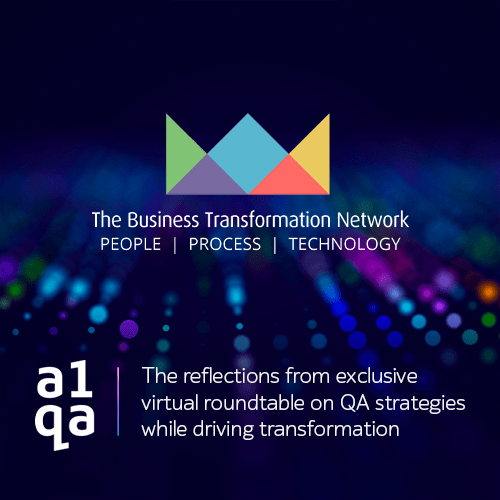 The Business Transformation Network
PEOPLE | PROCESS | TECHNOLOGY
a1
qa
The reflections from exclusive
virtual roundtable on QA strategies
while driving transformation